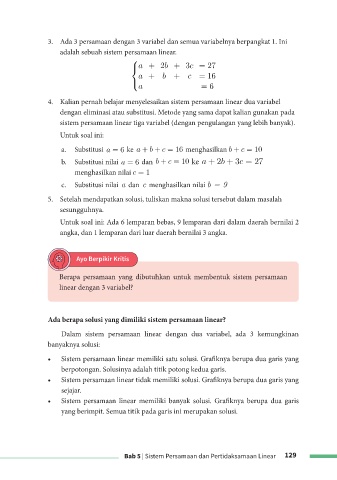 3. Ada 3 persamaan dengan 3 variabel dan semua variabelnya berpangkat 1. Ini
adalah sebuah sistem persamaan linear.
a + 2b + 3c = 27
a + b + c = 16
a = 6
4. Kalian pernah belajar menyelesaikan sistem persamaan linear dua variabel
dengan eliminasi atau substitusi. Metode yang sama dapat kalian gunakan pada
sistem persamaan linear tiga variabel (dengan pengulangan yang lebih banyak).
Untuk soal ini:
a. Substitusi a = 6 ke a + b + c = 16 menghasilkan b + c = 10
b. Substitusi nilai a = 6 dan b + c = 10 ke a + 2b + 3c = 27
menghasilkan nilai c = 1
c. Substitusi nilai a dan c menghasilkan nilai b = 9
5. Setelah mendapatkan solusi, tuliskan makna solusi tersebut dalam masalah
sesungguhnya.
Untuk soal ini: Ada 6 lemparan bebas, 9 lemparan dari dalam daerah bernilai 2
angka, dan 1 lemparan dari luar daerah bernilai 3 angka.
Ayo Berpikir Kritis
Berapa persamaan yang dibutuhkan untuk membentuk sistem persamaan
linear dengan 3 variabel?
Ada berapa solusi yang dimiliki sistem persamaan linear?
Dalam sistem persamaan linear dengan dua variabel, ada 3 kemungkinan
banyaknya solusi:
• Sistem persamaan linear memiliki satu solusi. Grafiknya berupa dua garis yang
berpotongan. Solusinya adalah titik potong kedua garis.
• Sistem persamaan linear tidak memiliki solusi. Grafiknya berupa dua garis yang
sejajar.
• Sistem persamaan linear memiliki banyak solusi. Grafiknya berupa dua garis
yang berimpit. Semua titik pada garis ini merupakan solusi.
Bab 5 | Sistem Persamaan dan Pertidaksamaan Linear 129